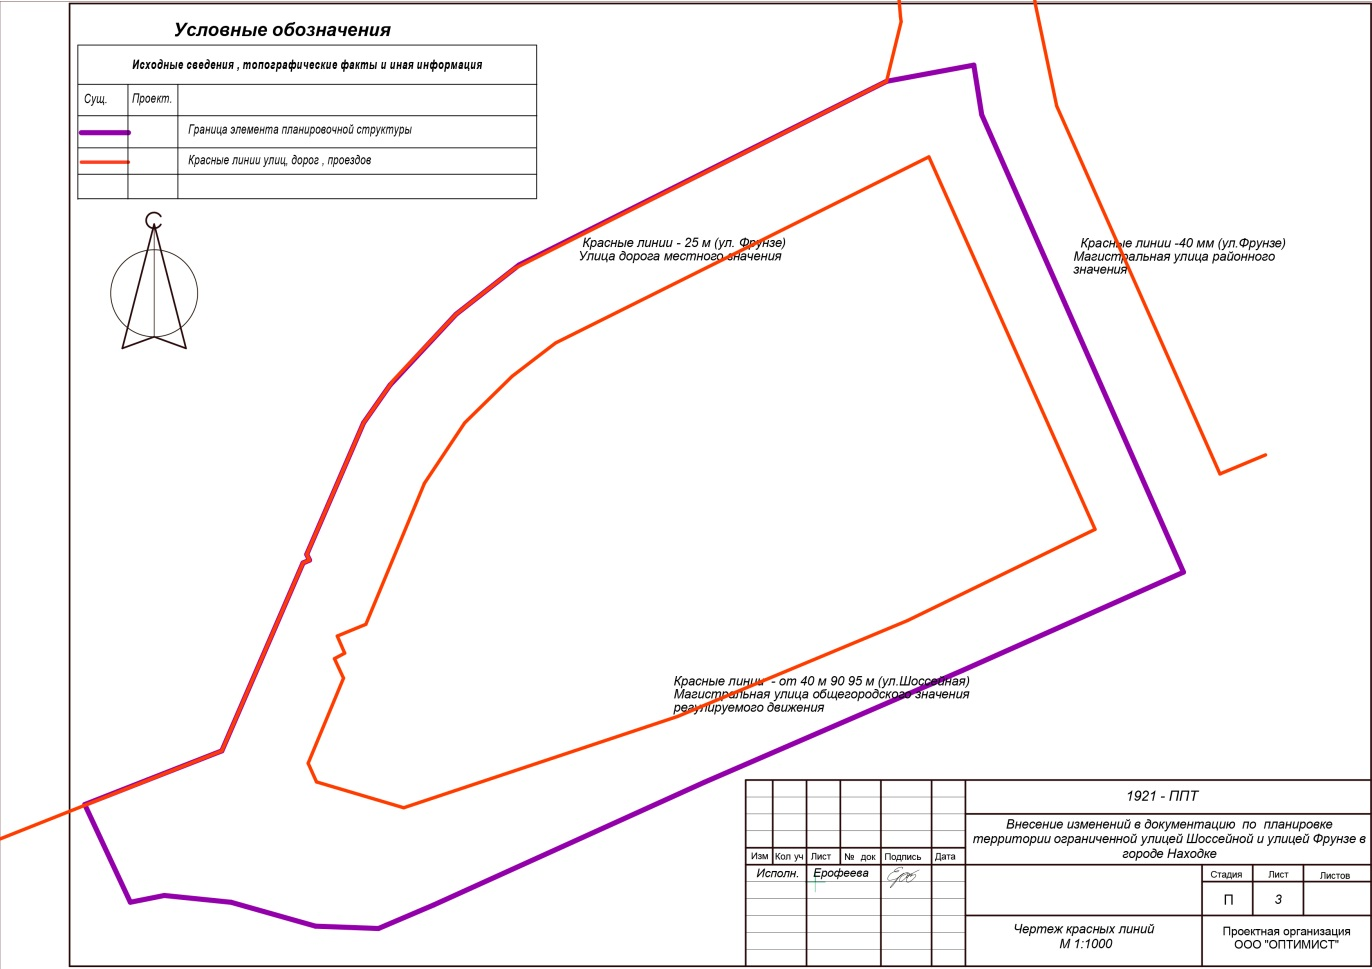 Условные обозначения
Исходные сведения , топографические факты и иная информация
Сущ. Проект.
Граница элемента планировочной структуры
Красные линии улиц, дорог , проездов
С
Красные линии - 25 м (ул. Фрунзе)
Улица дорога местного значения
Красные линии -40 мм (ул.Фрунзе)
Магистральная улица районного
значения
Красные линии - от 40 м 90 95 м (ул.Шоссейная)
Магистральная улица общегородского значения
регулируемого движения
1921 - ППТ
Внесение изменений в документацию по планировке
территории ограниченной улицей Шоссейной и улицей Фрунзе в
городе Находке
Изм Кол уч Лист № док Подпись Дата
Исполн. Ерофеева
Стадия Лист Листов
П 3
Чертеж красных линий
М 1:1000
Проектная организация
ООО "ОПТИМИСТ"